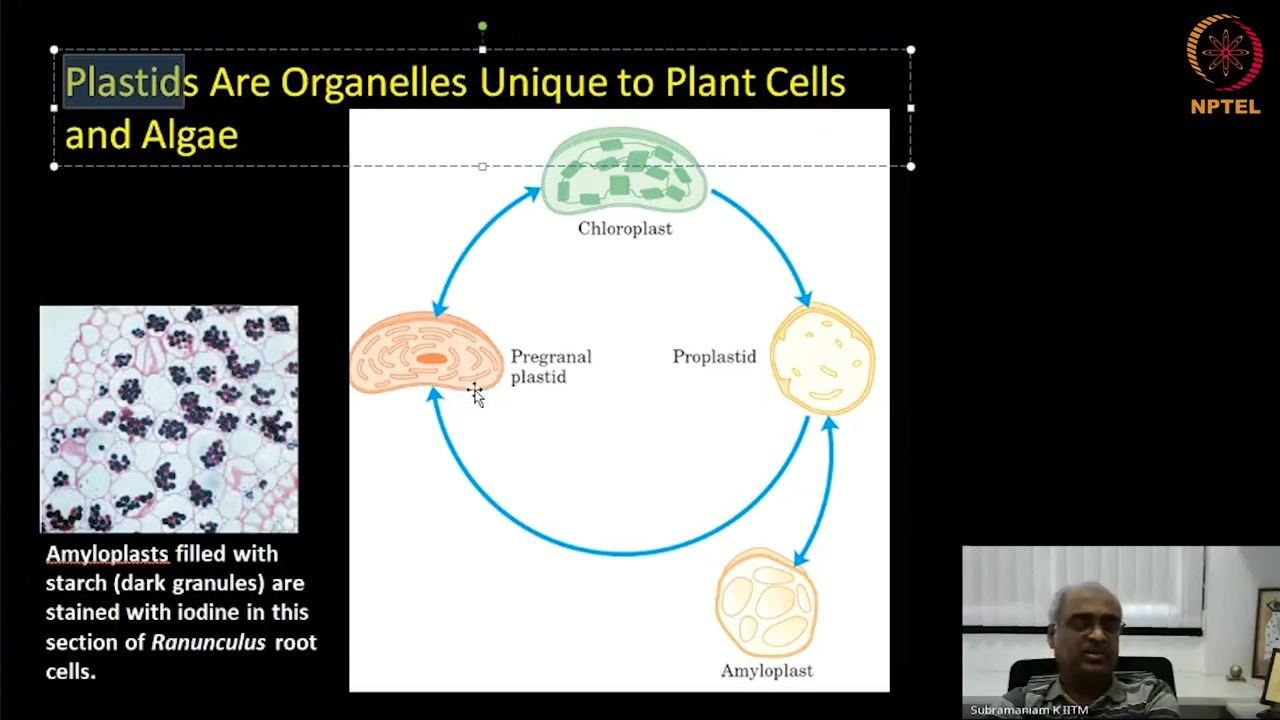 Plastids Are Organelles Unique to Plant Cells
and Algae
NPTEL
Chloroplast
Pregranal
plastid
Proplastid
Amyloplast
Amyloplasts filled with
starch (dark granules) are
stained with iodine in this
section of Ranunculus root
cells.
Subramaniam K IITM